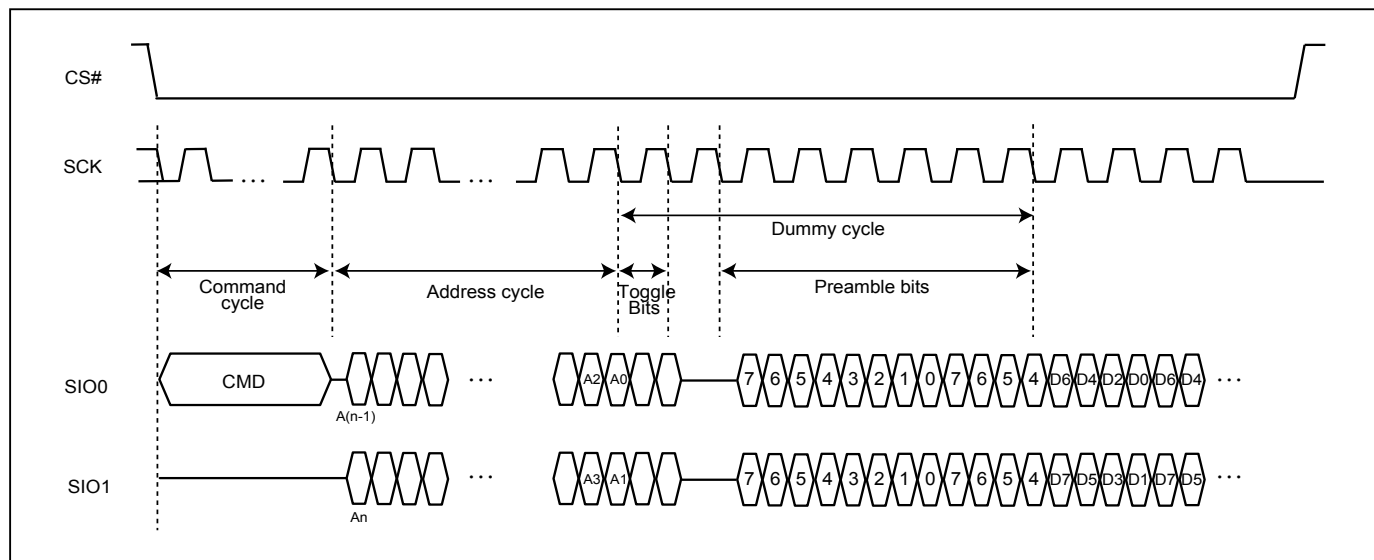 CS#
SCK
... ...
Dummy cycle
Command
cycle
Address cycle
Toggle
Bits
Preamble bits
SIO0 CMD ... A2 A0 7 6 5 4 3 2 1 0 7 6 5 4 D6 D4 D2 D0 D6 D4 ...
A(n-1)
SIO1 ... A3 A1 7 6 5 4 3 2 1 0 7 6 5 4 D7 D5 D3 D1 D7 D5 ...
An